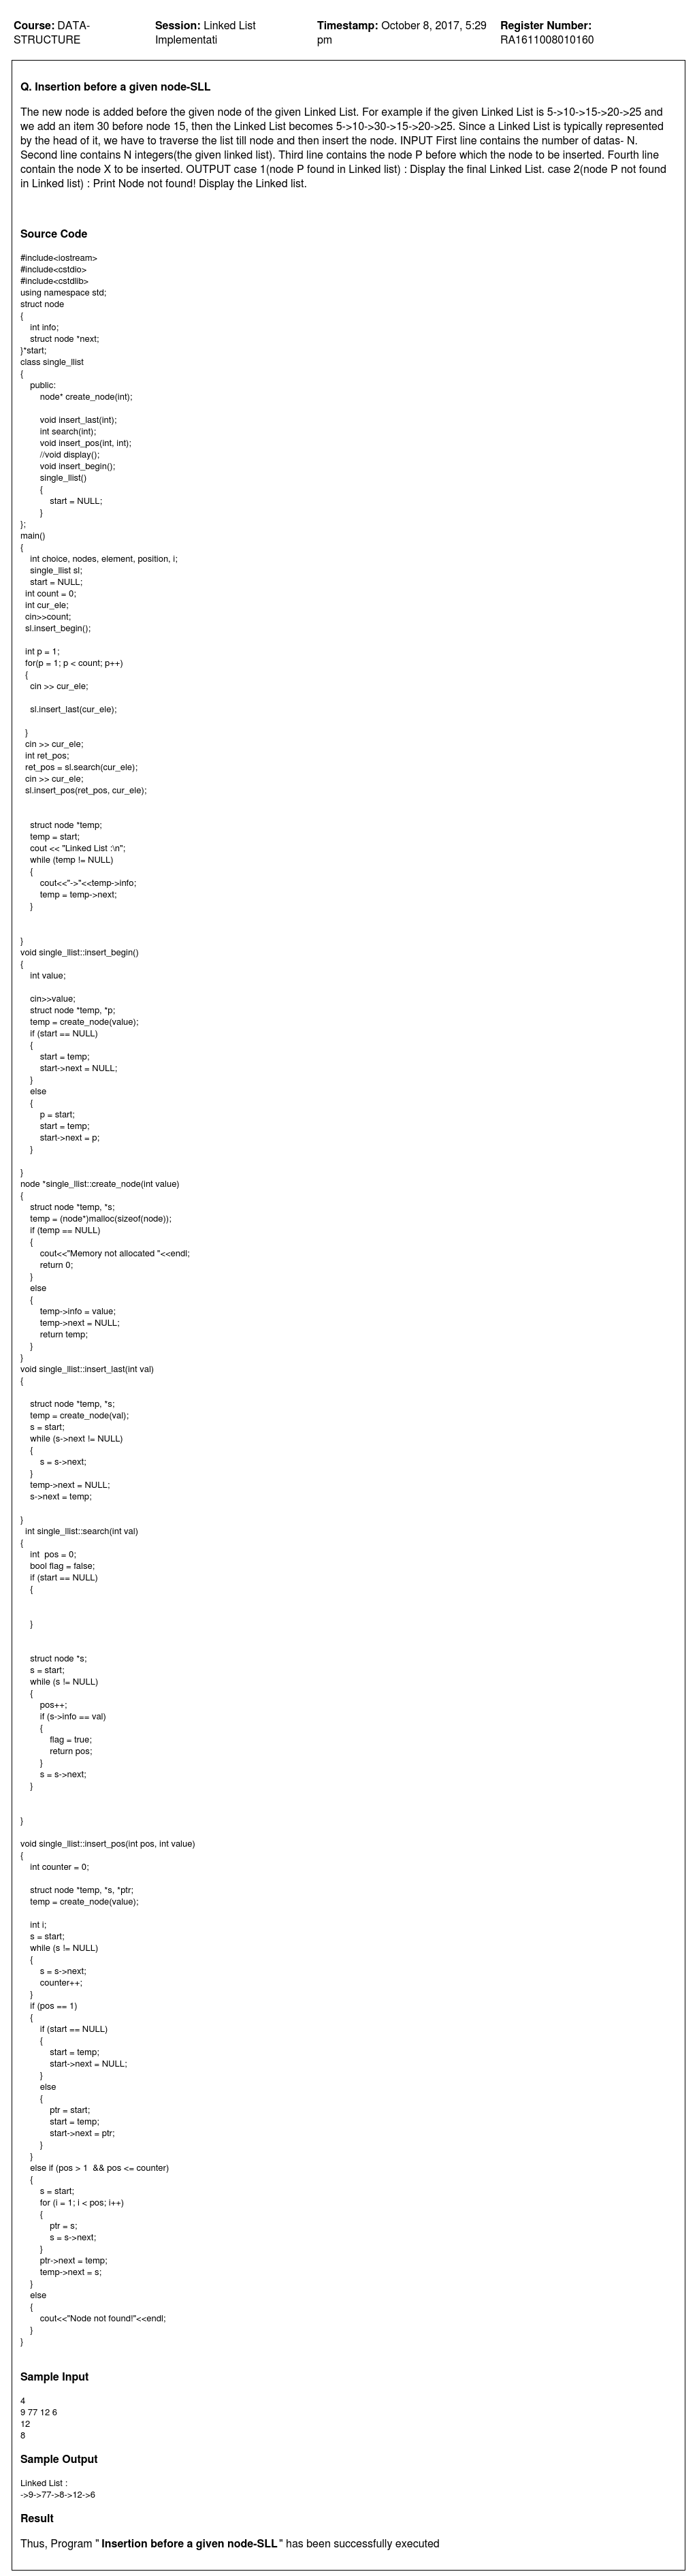 Course: DATA-STRUCTURE
Session: Linked List Implementati
Timestamp: October 8, 2017, 5:29 pm
Register Number: RA1611008010160
Q. Insertion before a given node-SLL
The new node is added before the given node of the given Linked List. For example if the given Linked List is 5->10->15->20->25 and
we add an item 30 before node 15, then the Linked List becomes 5->10->30->15->20->25. Since a Linked List is typically represented
by the head of it, we have to traverse the list till node and then insert the node. INPUT First line contains the number of datas- N.
Second line contains N integers(the given linked list). Third line contains the node P before which the node to be inserted. Fourth line
contain the node X to be inserted. OUTPUT case 1(node P found in Linked list) : Display the final Linked List. case 2(node P not found
in Linked list) : Print Node not found! Display the Linked list.
Source Code
#include<iostream>
#include<cstdio>
#include<cstdlib>
using namespace std;
struct node
{
int info;
struct node *next;
}*start;
class single_llist
{
public:
node* create_node(int);
void insert_last(int);
int search(int);
void insert_pos(int, int);
//void display();
void insert_begin();
single_llist()
{
start = NULL;
}
};
main()
{
int choice, nodes, element, position, i;
single_llist sl;
start = NULL;
int count = 0;
int cur_ele;
cin>>count;
sl.insert_begin();
int p = 1;
for(p = 1; p < count; p++)
{
cin >> cur_ele;
sl.insert_last(cur_ele);
}
cin >> cur_ele;
int ret_pos;
ret_pos = sl.search(cur_ele);
cin >> cur_ele;
sl.insert_pos(ret_pos, cur_ele);
struct node *temp;
temp = start;
cout << "Linked List :\n";
while (temp != NULL)
{
cout<<"->"<<temp->info;
temp = temp->next;
}
}
void single_llist::insert_begin()
{
int value;
cin>>value;
struct node *temp, *p;
temp = create_node(value);
if (start == NULL)
{
start = temp;
start->next = NULL;
}
else
{
p = start;
start = temp;
start->next = p;
}
}
node *single_llist::create_node(int value)
{
struct node *temp, *s;
temp = (node*)malloc(sizeof(node));
if (temp == NULL)
{
cout<<"Memory not allocated "<<endl;
return 0;
}
else
{
temp->info = value;
temp->next = NULL;
return temp;
}
}
void single_llist::insert_last(int val)
{
struct node *temp, *s;
temp = create_node(val);
s = start;
while (s->next != NULL)
{
s = s->next;
}
temp->next = NULL;
s->next = temp;
}
int single_llist::search(int val)
{
int pos = 0;
bool flag = false;
if (start == NULL)
{
}
struct node *s;
s = start;
while (s != NULL)
{
pos++;
if (s->info == val)
{
flag = true;
return pos;
}
s = s->next;
}
}
void single_llist::insert_pos(int pos, int value)
{
int counter = 0;
struct node *temp, *s, *ptr;
temp = create_node(value);
int i;
s = start;
while (s != NULL)
{
s = s->next;
counter++;
}
if (pos == 1)
{
if (start == NULL)
{
start = temp;
start->next = NULL;
}
else
{
ptr = start;
start = temp;
start->next = ptr;
}
}
else if (pos > 1 && pos <= counter)
{
s = start;
for (i = 1; i < pos; i++)
{
ptr = s;
s = s->next;
}
ptr->next = temp;
temp->next = s;
}
else
{
cout<<"Node not found!"<<endl;
}
}
Sample Input
4
9 77 12 6
12
8
Sample Output
Linked List :
->9->77->8->12->6
Result
Thus, Program " Insertion before a given node-SLL " has been successfully executed